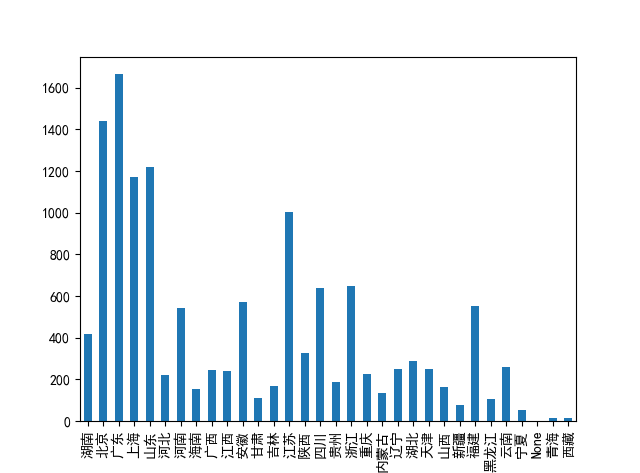 1600
1400
1200
1000
800
600
400
200
0
湖南
北京
广东
上海
山东
河北
河南
海南
广西
江西
安徽
甘肃
吉林
江苏
陕西
四川
贵州
浙江
重庆
内蒙古
辽宁
湖北
天津
山西
新疆
福建
黑龙江
云南
宁夏
None
青海
西藏